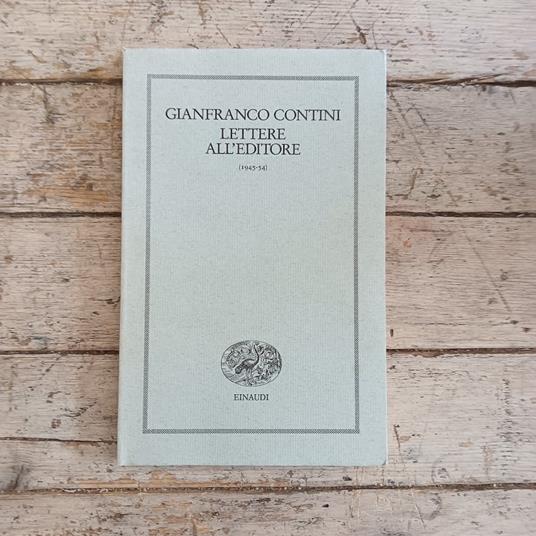 GIANFRANCO CONTINI
LETTERE
ALL'EDITORE
(1945-54)
EINAUDI